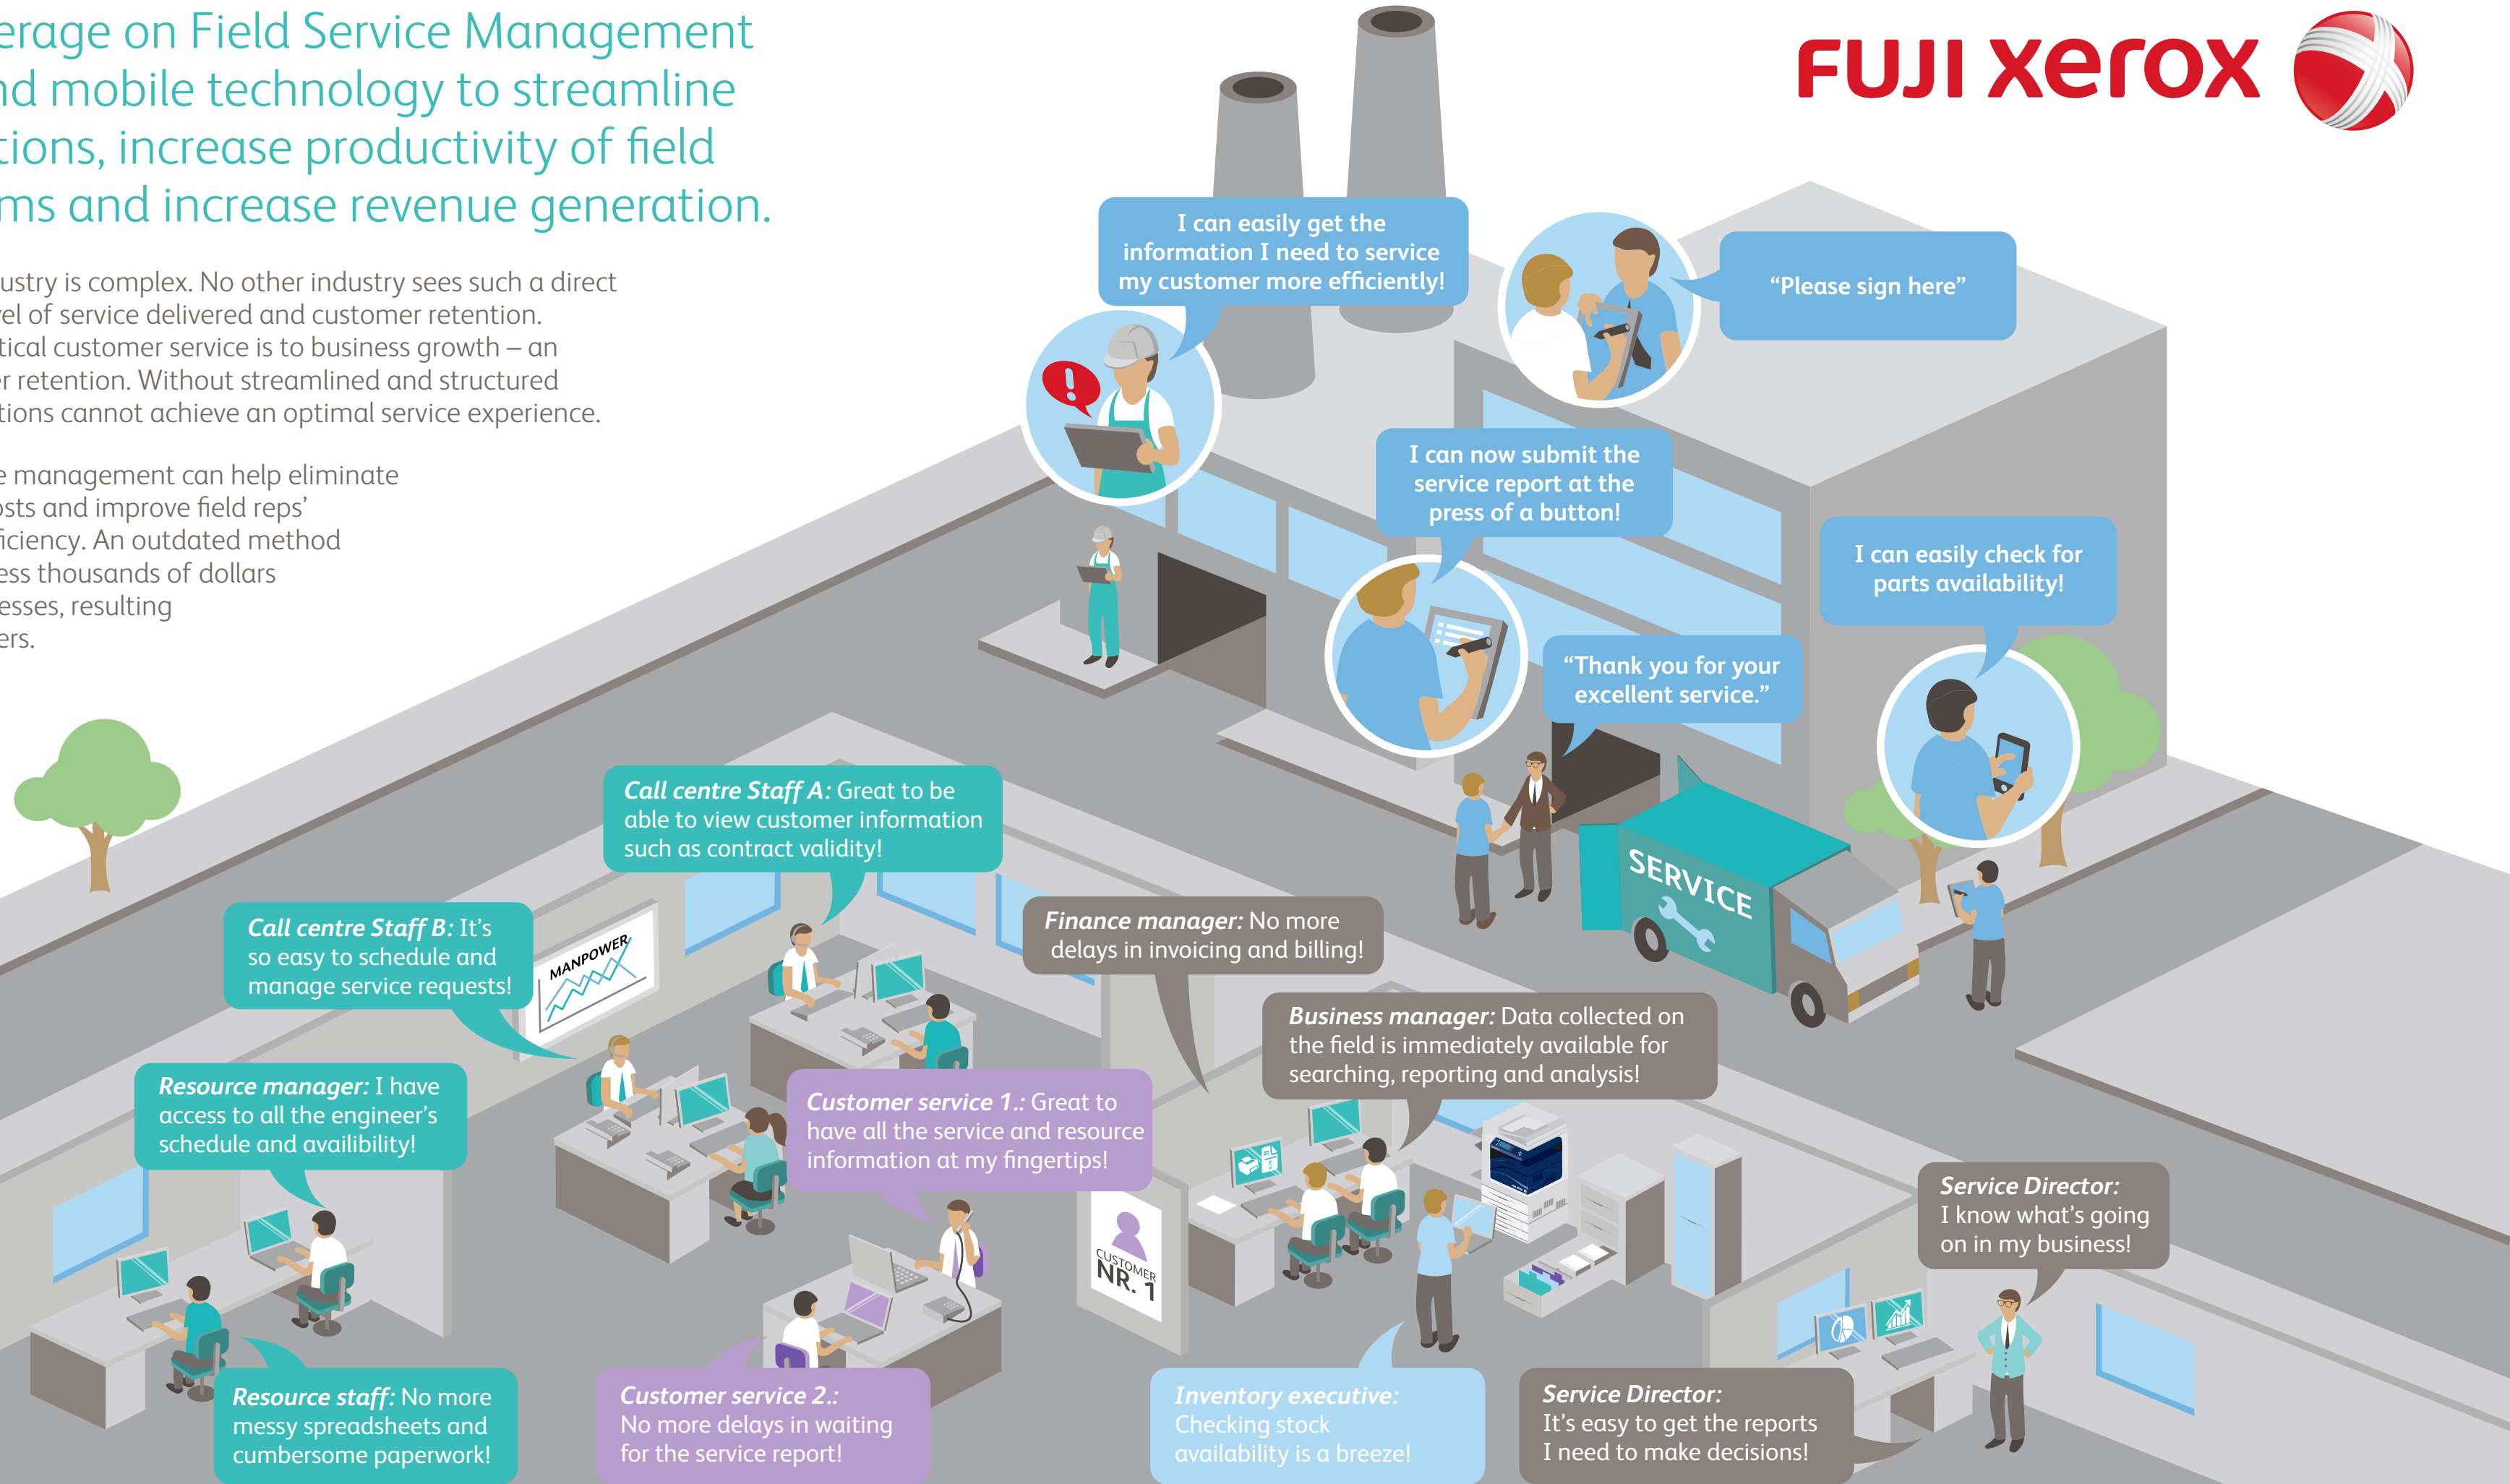 erage on Field Service Management
nd mobile technology to streamline
tions, increase productivity of field
ms and increase revenue generation.
ustry is complex. No other industry sees such a direct
vel of service delivered and customer retention.
tical customer service is to business growth – an
er retention. Without streamlined and structured
tions cannot achieve an optimal service experience.
e management can help eliminate
osts and improve field reps’
ficiency. An outdated method
ess thousands of dollars
esses, resulting
ers.
FUJI xerox
I can easily get the
information I need to service
my customer more efficiently!
“Please sign here”
I can now submit the
service report at the
press of a button!
I can easily check for
parts availability!
“Thank you for your
excellent service.”
SERVICE
Call centre Staff A: Great to be
able to view customer information
such as contract validity!
Call centre Staff B: It’s
so easy to schedule and
manage service requests!
MANPOWER
Finance manager: No more
delays in invoicing and billing!
Business manager: Data collected on
the field is immediately available for
searching, reporting and analysis!
Resource manager: I have
access to all the engineer’s
schedule and availibility!
Customer service 1.: Great to
have all the service and resource
information at my fingertips!
CUSTOMER
NR. 1
Service Director:
I know what’s going
on in my business!
Resource staff: No more
messy spreadsheets and
cumbersome paperwork!
Customer service 2.:
No more delays in waiting
for the service report!
Inventory executive:
Checking stock
availability is a breeze!
Service Director:
It’s easy to get the reports
I need to make decisions!